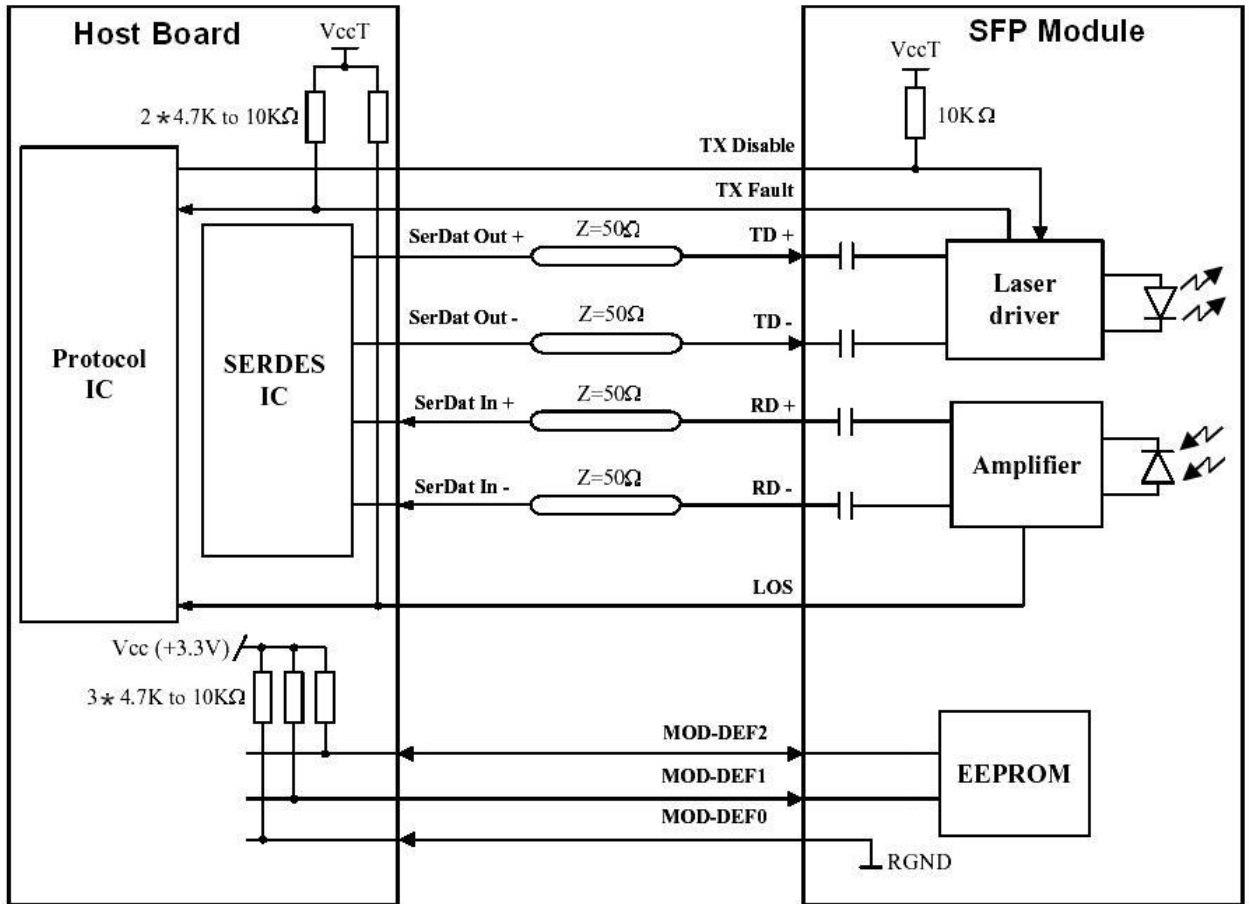 Host Board
SFP Module
VccT
VccT
2*4.7K to 10KΩ
10KΩ
TX Disable
TX Fault
SerDat Out +
Z=50Ω
TD +
SerDat Out -
Z=50Ω
TD -
Laser
driver
Protocol
IC
SERDES
IC
SerDat In +
Z=50Ω
RD +
SerDat In -
Z=50Ω
RD -
Amplifier
LOS
Vcc (+3.3V)
3* 4.7K to 10KΩ
MOD-DEF2
MOD-DEF1
MOD-DEF0
EEPROM
RGND